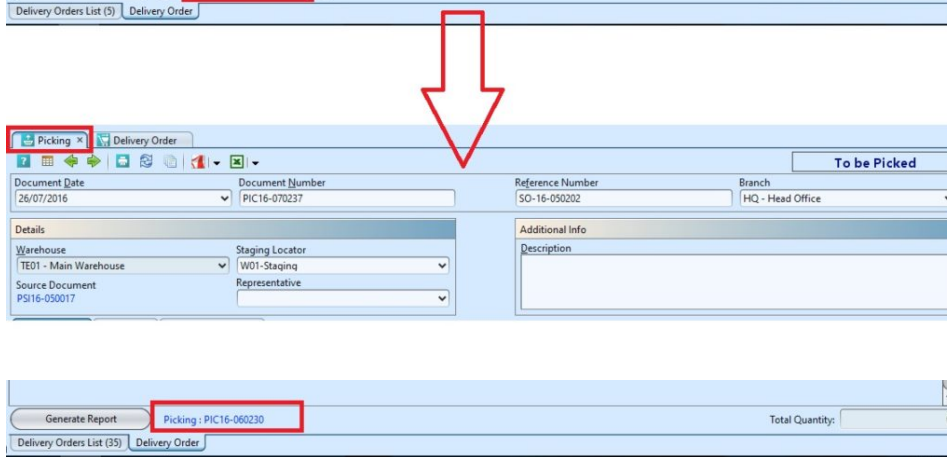 Delivery Orders List (5) Delivery Order
Picking × Delivery Order
To be Picked
Document Date Document Number Reference Number Branch
26/07/2016 PIC16-070237 SO-16-050202 HQ - Head Office
Details Additional Info
Warehouse Staging Locator Description
TE01 - Main Warehouse W01-Staging
Source Document Representative
PSI16-050017
Generate Report Picking : PIC16-060230 Total Quantity:
Delivery Orders List (35) Delivery Order